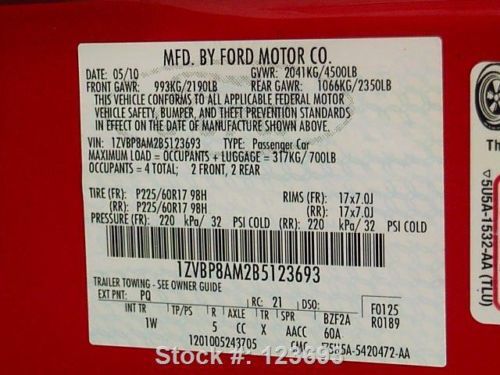 MFD. BY FORD MOTOR CO.
DATE: 05/10 GVWR: 2041KG/4500LB
FRONT GAWR: 993KG/2190LB REAR GAWR: 1066KG/2350LB
THIS VEHICLE CONFORMS TO ALL APPLICABLE FEDERAL MOTOR
VEHICLE SAFETY, BUMPER, AND THEFT PREVENTION STANDARDS
IN EFFECT ON THE DATE OF MANUFACTURE SHOWN ABOVE.
VIN: 1ZVBP8AM2B5123693 TYPE: Passenger Car
MAXIMUM LOAD = OCCUPANTS + LUGGAGE = 317KG/700LB
OCCUPANTS = 4 TOTAL: 2 FRONT, 2 REAR
TIRE (FR): P225/60R17 98H RIMS (FR): 17x7.0J
(RR): P225/60R17 98H (RR): 17x7.0J
PRESSURE (FR): 220 kPa/ 32 PSI COLD (RR): 220 kPa/ 32 PSI COLD
1ZVBP8AM2B5123693
TRAILER TOWING - SEE OWNER GUIDE
EXT PNT: PQ RC: 21 DSO: F0125
INT TR TP/PS R AXLE TR SPR BZF2A R0189
1W 5 CC X AACC 60A
1201005243705
5U5A-5420472-AA
Th
5U5A-1532-AA (TLU)
Stock #: 123693